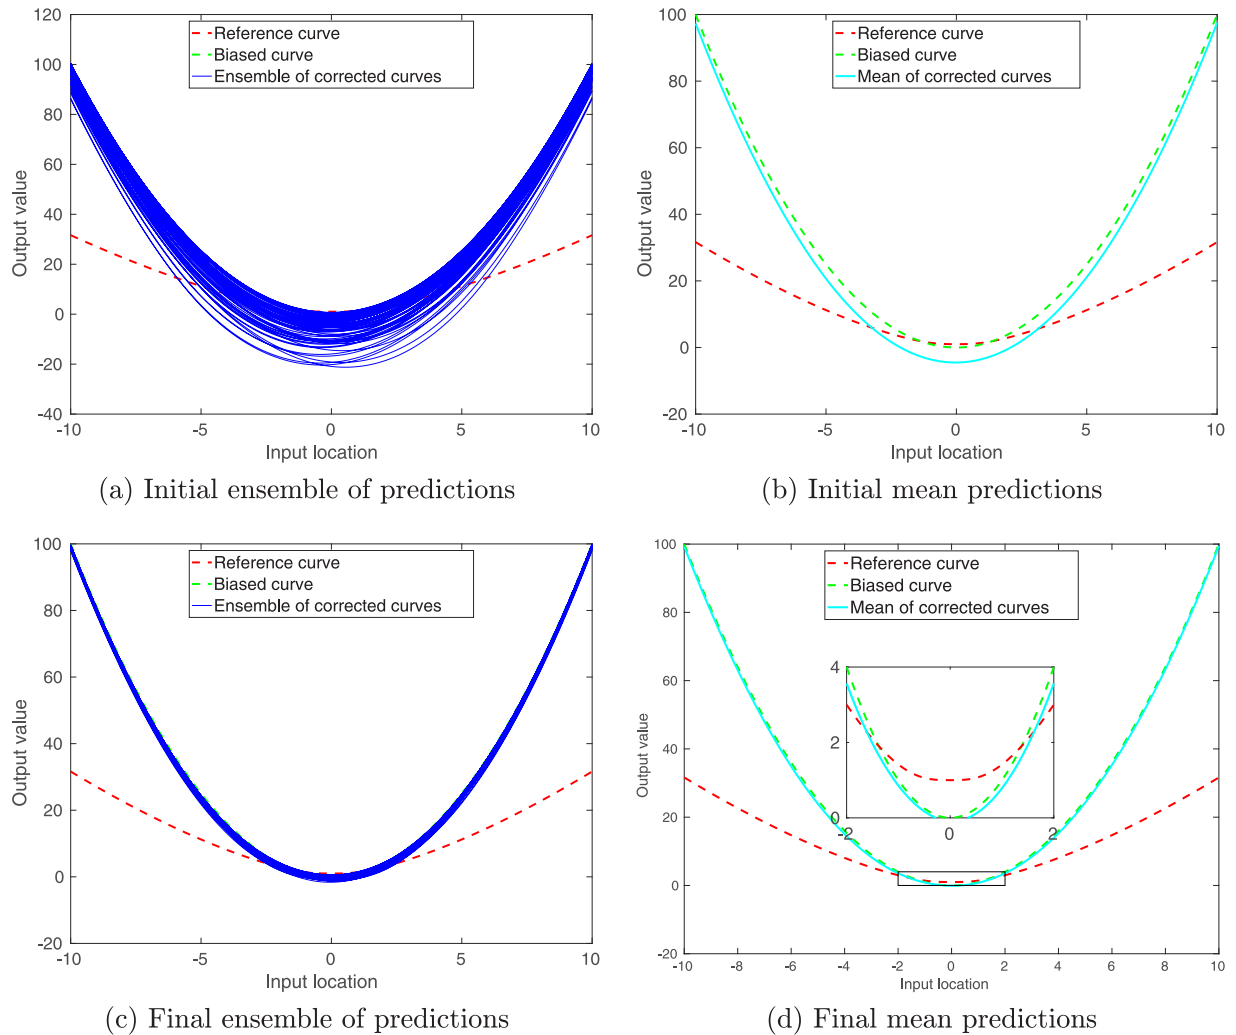 120
100
80
60
40
20
0
-20
-40
-10
-5
0
5
10
Output value
Input location
Reference curve
Biased curve
Ensemble of corrected curves
(a) Initial ensemble of predictions
100
80
60
40
20
0
-20
-10
-5
0
5
10
Output value
Input location
Reference curve
Biased curve
Mean of corrected curves
(b) Initial mean predictions
100
80
60
40
20
0
-20
-10
-5
0
5
10
Output value
Input location
Reference curve
Biased curve
Ensemble of corrected curves
(c) Final ensemble of predictions
100
80
60
40
20
0
-20
-10
-8
-6
-4
-2
0
2
4
6
8
10
Output value
Input location
Reference curve
Biased curve
Mean of corrected curves
4
2
0
-2
0
2
(d) Final mean predictions